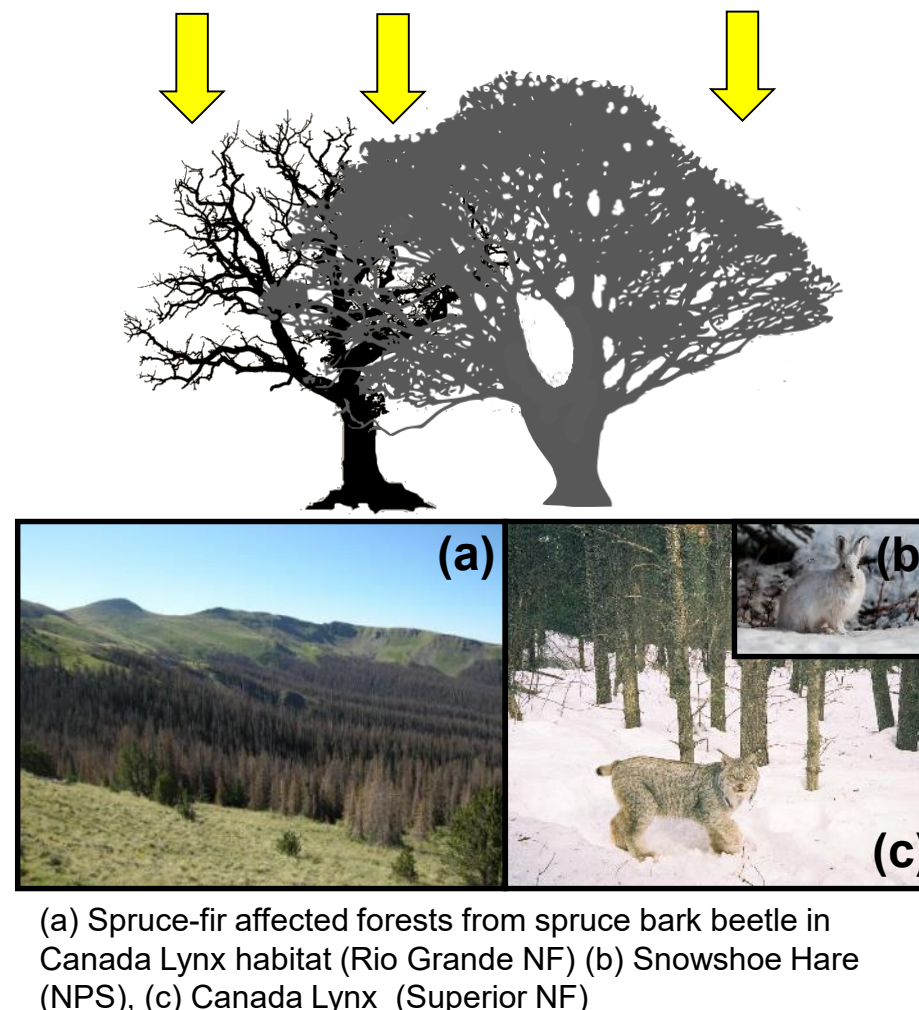 (a)
(b
(c)
(a) Spruce-fir affected forests from spruce bark beetle in
Canada Lynx habitat (Rio Grande NF) (b) Snowshoe Hare
(NPS), (c) Canada Lynx (Superior NF)